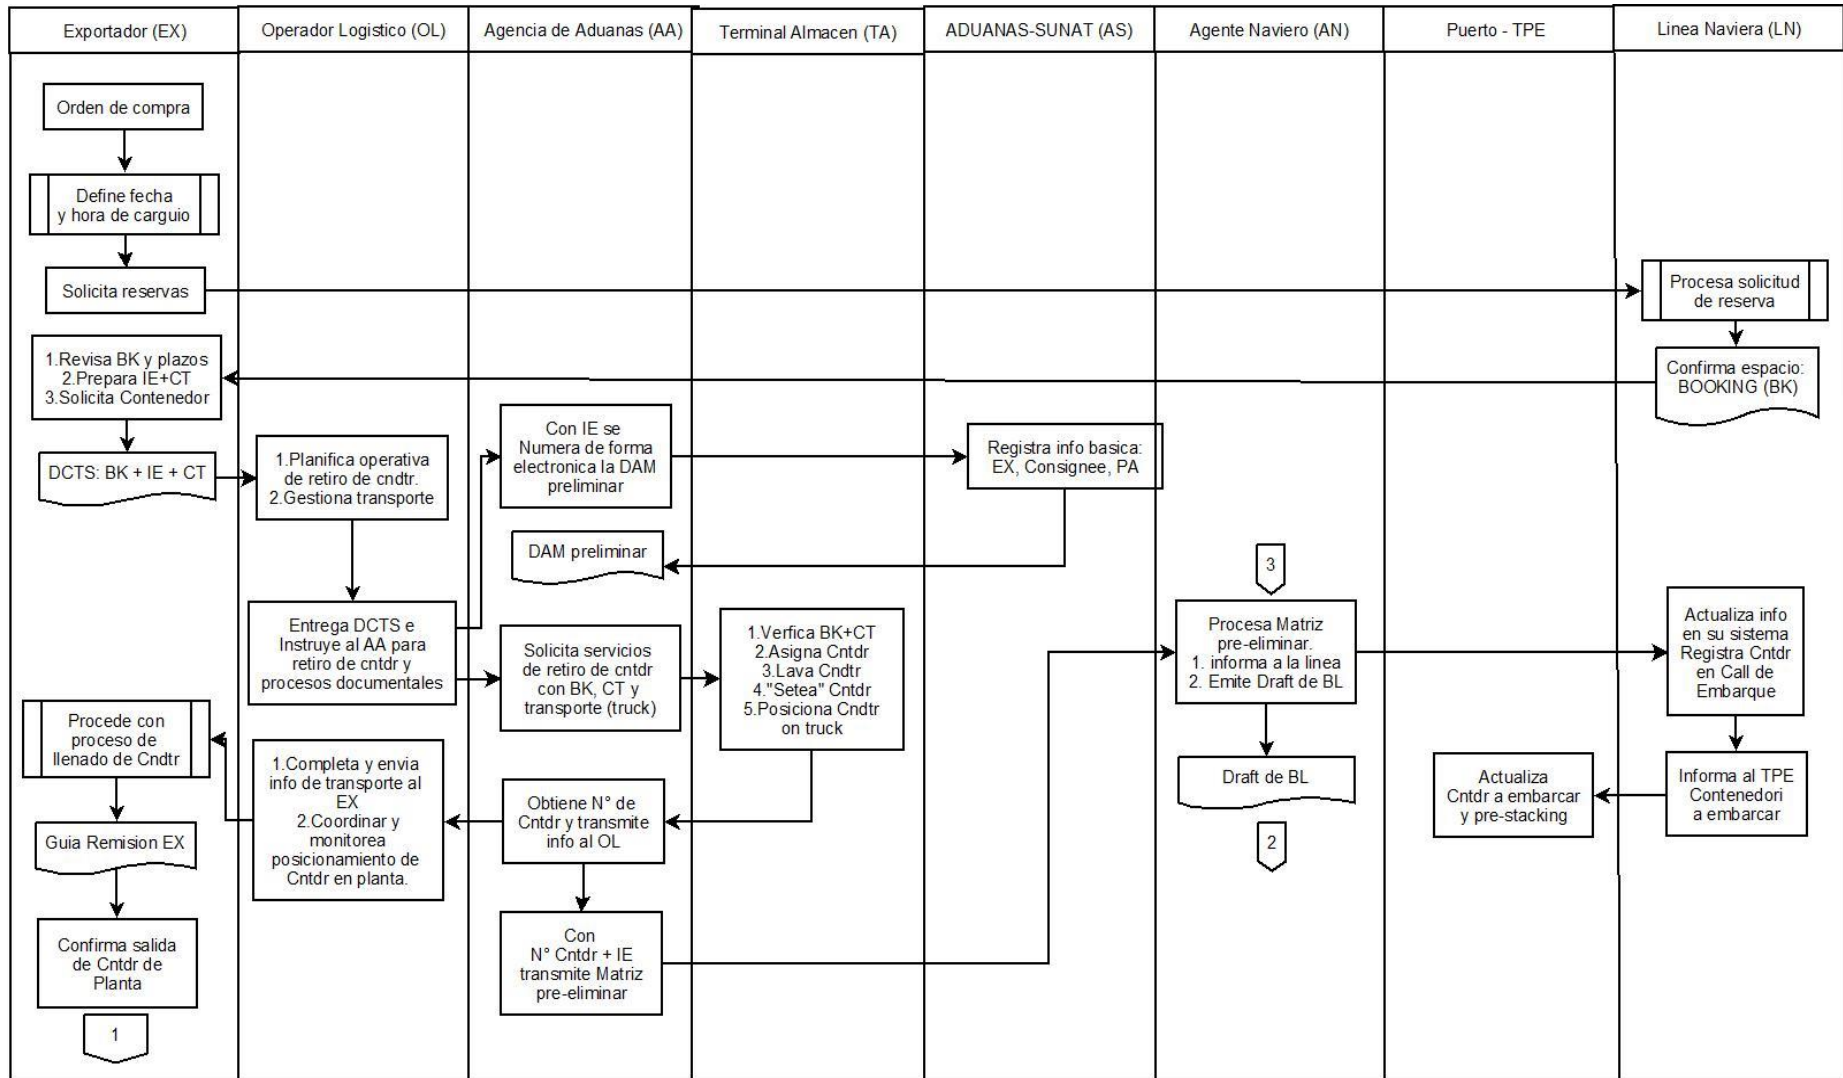 Exportador (EX)
Operador Logistico (OL)
Agencia de Aduanas (AA)
Terminal Almacen (TA)
ADUANAS-SUNAT (AS)
Agente Naviero (AN)
Puerto - TPE
Linea Naviera (LN)
Orden de compra
Define fecha
y hora de carguio
Solicita reservas
Procesa solicitud
de reserva
Confirma espacio:
BOOKING (BK)
1.Revisa BK y plazos
2.Prepara IE+CT
3.Solicita Contenedor
DCTS: BK + IE + CT
1.Planifica operativa
de retiro de cndtr.
2.Gestiona transporte
Con IE se
Numera de forma
electronica la DAM
preliminar
Registra info basica:
EX, Consignee, PA
DAM preliminar
Entrega DCTS e
Instruye al AA para
retiro de cntdr y
procesos documentales
Solicita servicios
de retiro de cntdr
con BK, CT y
transporte (truck)
1.Verfica BK+CT
2.Asigna Cntdr
3.Lava Cndtr
4."Setea" Cntdr
5.Posiciona Cndtr
on truck
3
Procesa Matriz
pre-eliminar.
1. informa a la linea
2. Emite Draft de BL
Actualiza info
en su sistema
Registra Cntdr
en Call de
Embarque
Procede con
proceso de
llenado de Cndtr
1.Completa y envia
info de transporte al
EX
2.Coordinar y
monitorea
posicionamiento de
Cntdr en planta.
Obtiene N° de
Cntdr y transmite
info al OL
Draft de BL
Actualiza
Cntdr a embarcar
y pre-stacking
Informa al TPE
Contenedori
a embarcar
2
Guia Remision EX
Confirma salida
de Cntdr de
Planta
Con
N° Cntdr + IE
transmite Matriz
pre-eliminar
1